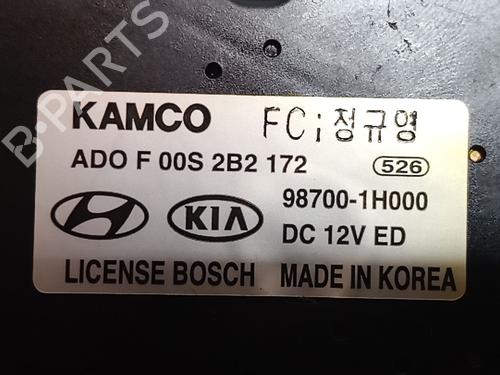 B-PARTS
KAMCO FC;정규영
ADO F 00S 2B2 172 526
KIA 98700-1H000
DC 12V ED
LICENSE BOSCH MADE IN KOREA